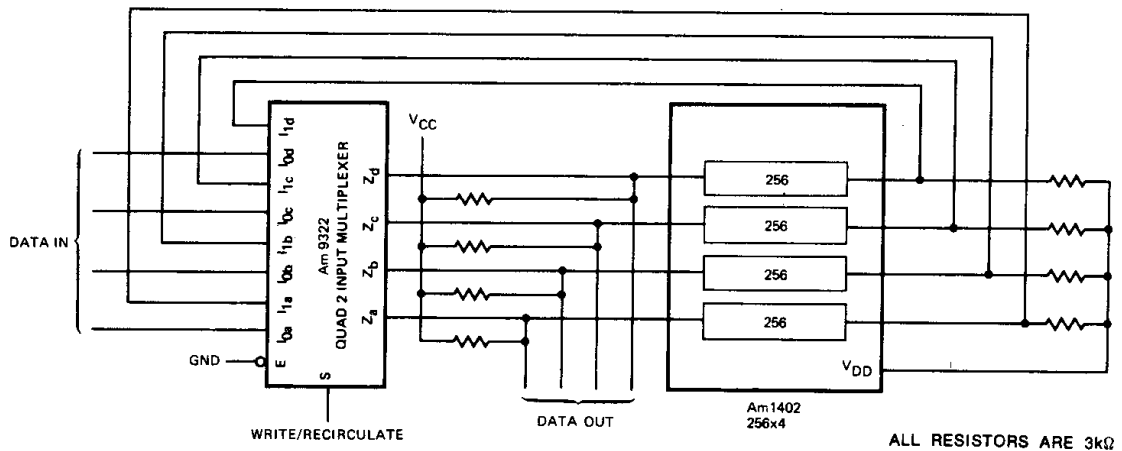 DATA IN
I1d
I0d
I1c
I0c
I1b
I0b
I1a
I0a
GND
E
S
WRITE/RECIRCULATE
Am 9322
QUAD 2 INPUT MULTIPLEXER
Zd
Zc
Zb
Za
VCC
DATA OUT
256
256
256
256
VDD
Am1402
256x4
ALL RESISTORS ARE 3kΩ